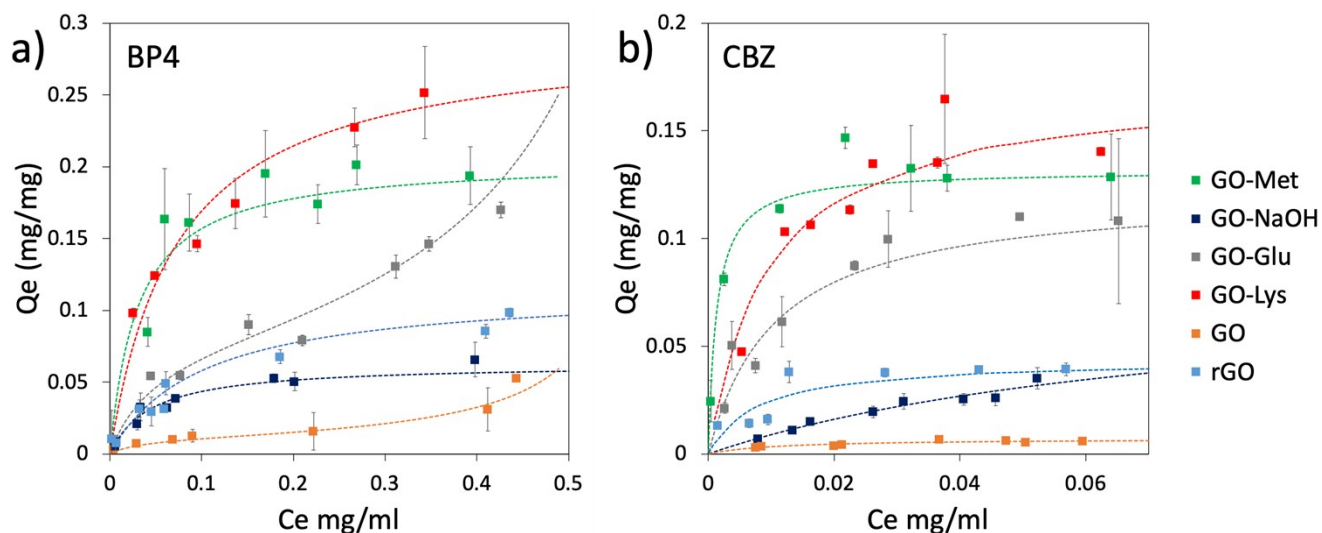 a)
BP4
Qe (mg/mg)
0.3
0.25
0.2
0.15
0.1
0.05
0
0 0.1 0.2 0.3 0.4 0.5
Ce mg/ml
b)
CBZ
Qe (mg/mg)
0.2
0.15
0.1
0.05
0
0 0.02 0.04 0.06
Ce mg/ml
GO-Met
GO-NaOH
GO-Glu
GO-Lys
GO
rGO